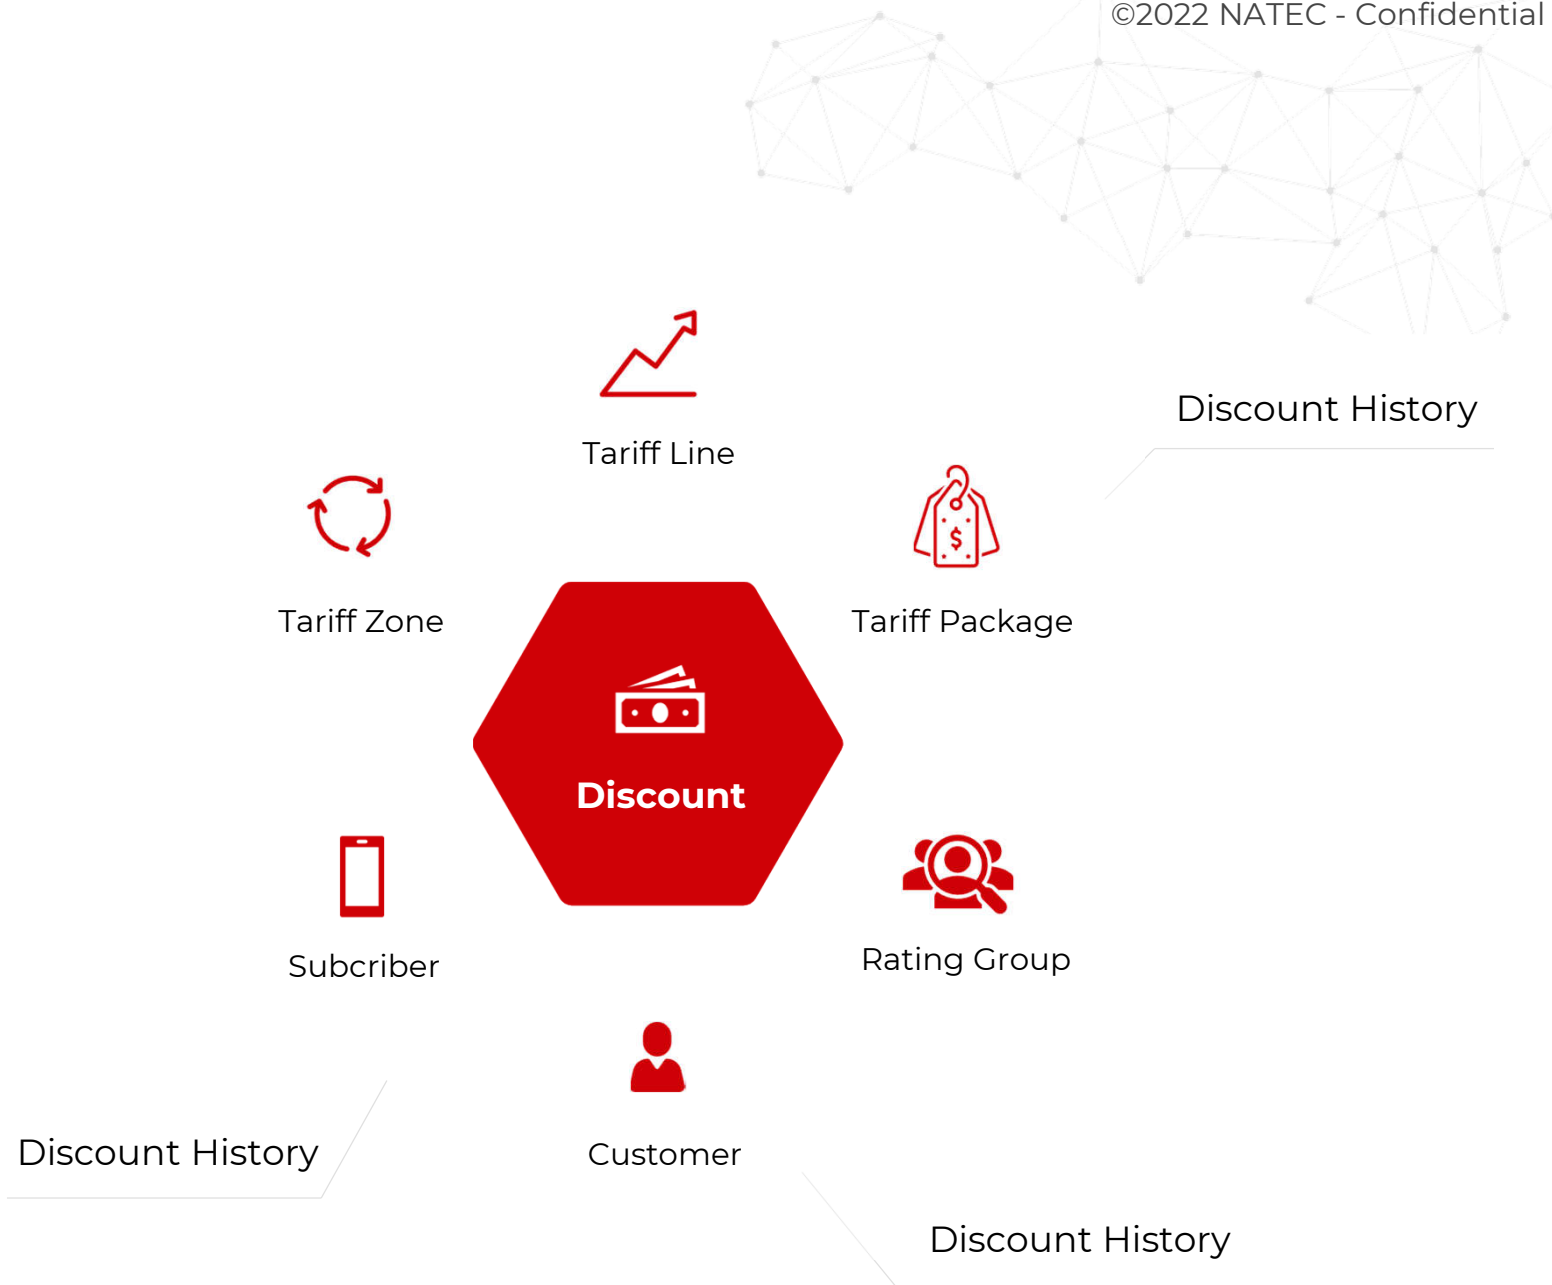 ©2022 NATEC - Confidential
Tariff Line
Discount History
Tariff Zone
Tariff Package
Discount
Subcriber
Rating Group
Discount History
Customer
Discount History